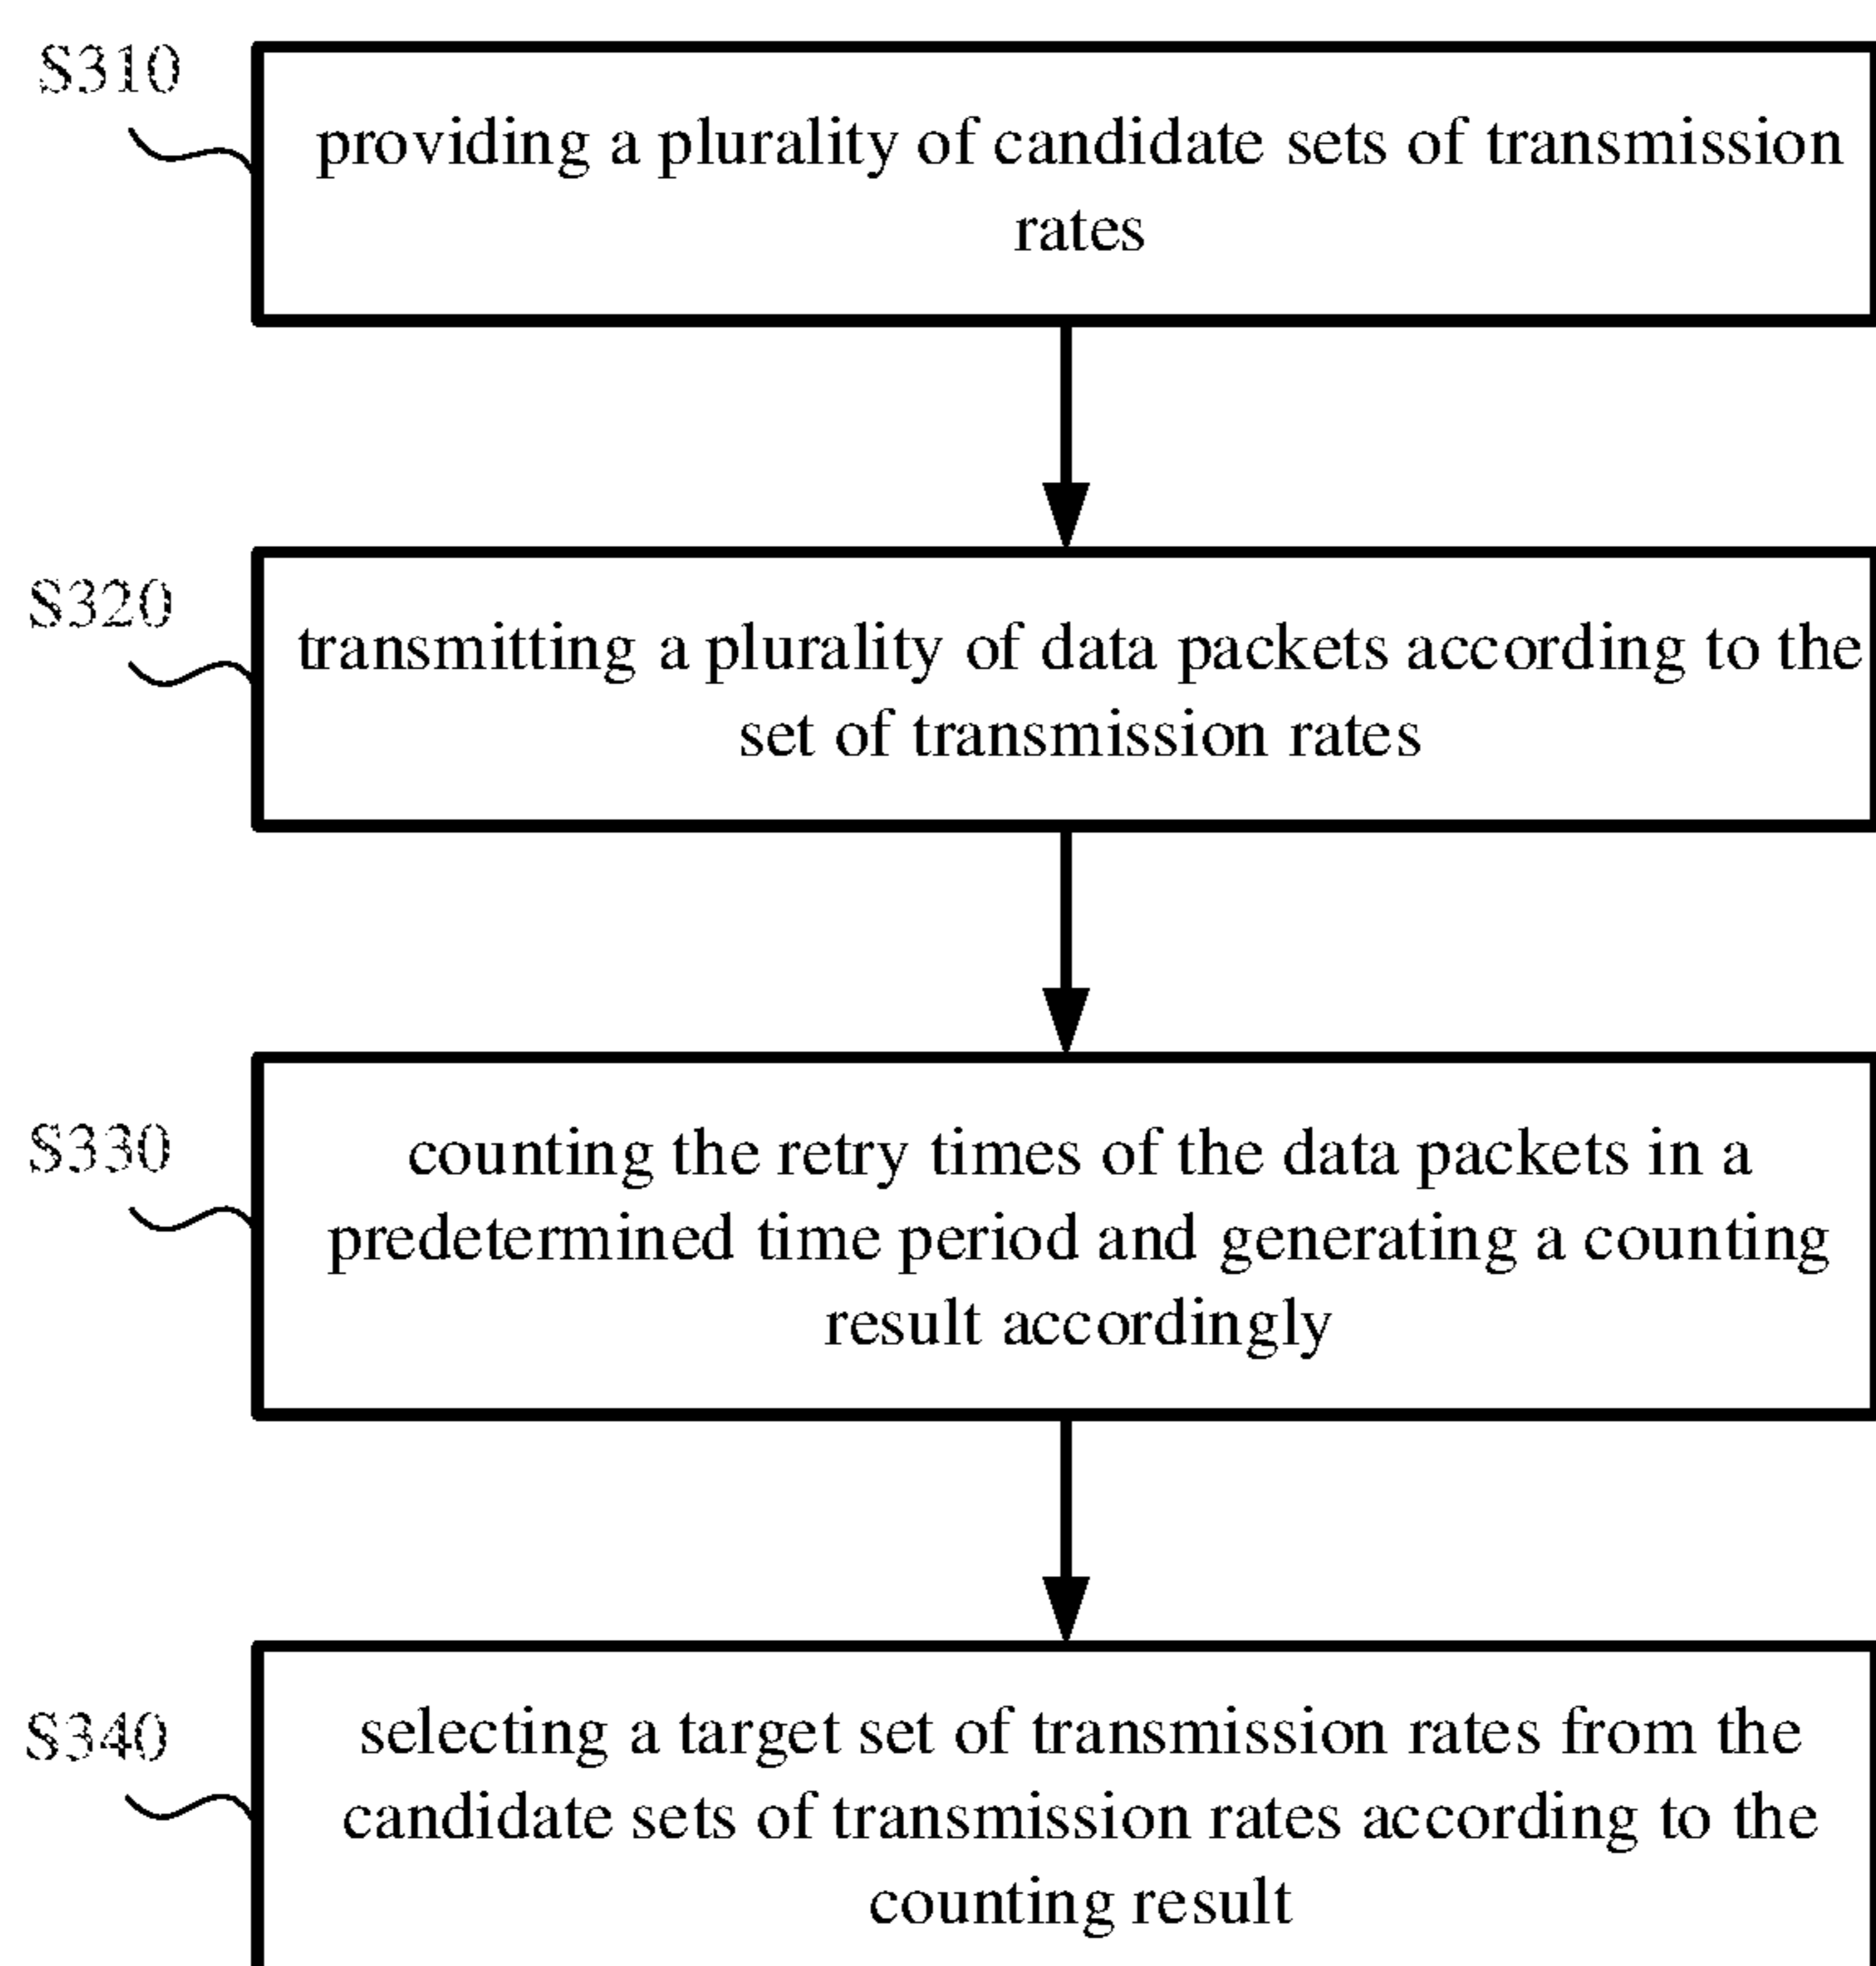 S310
providing a plurality of candidate sets of transmission
rates
S320
transmitting a plurality of data packets according to the
set of transmission rates
S330
counting the retry times of the data packets in a
predetermined time period and generating a counting
result accordingly
S340
selecting a target set of transmission rates from the
candidate sets of transmission rates according to the
counting result